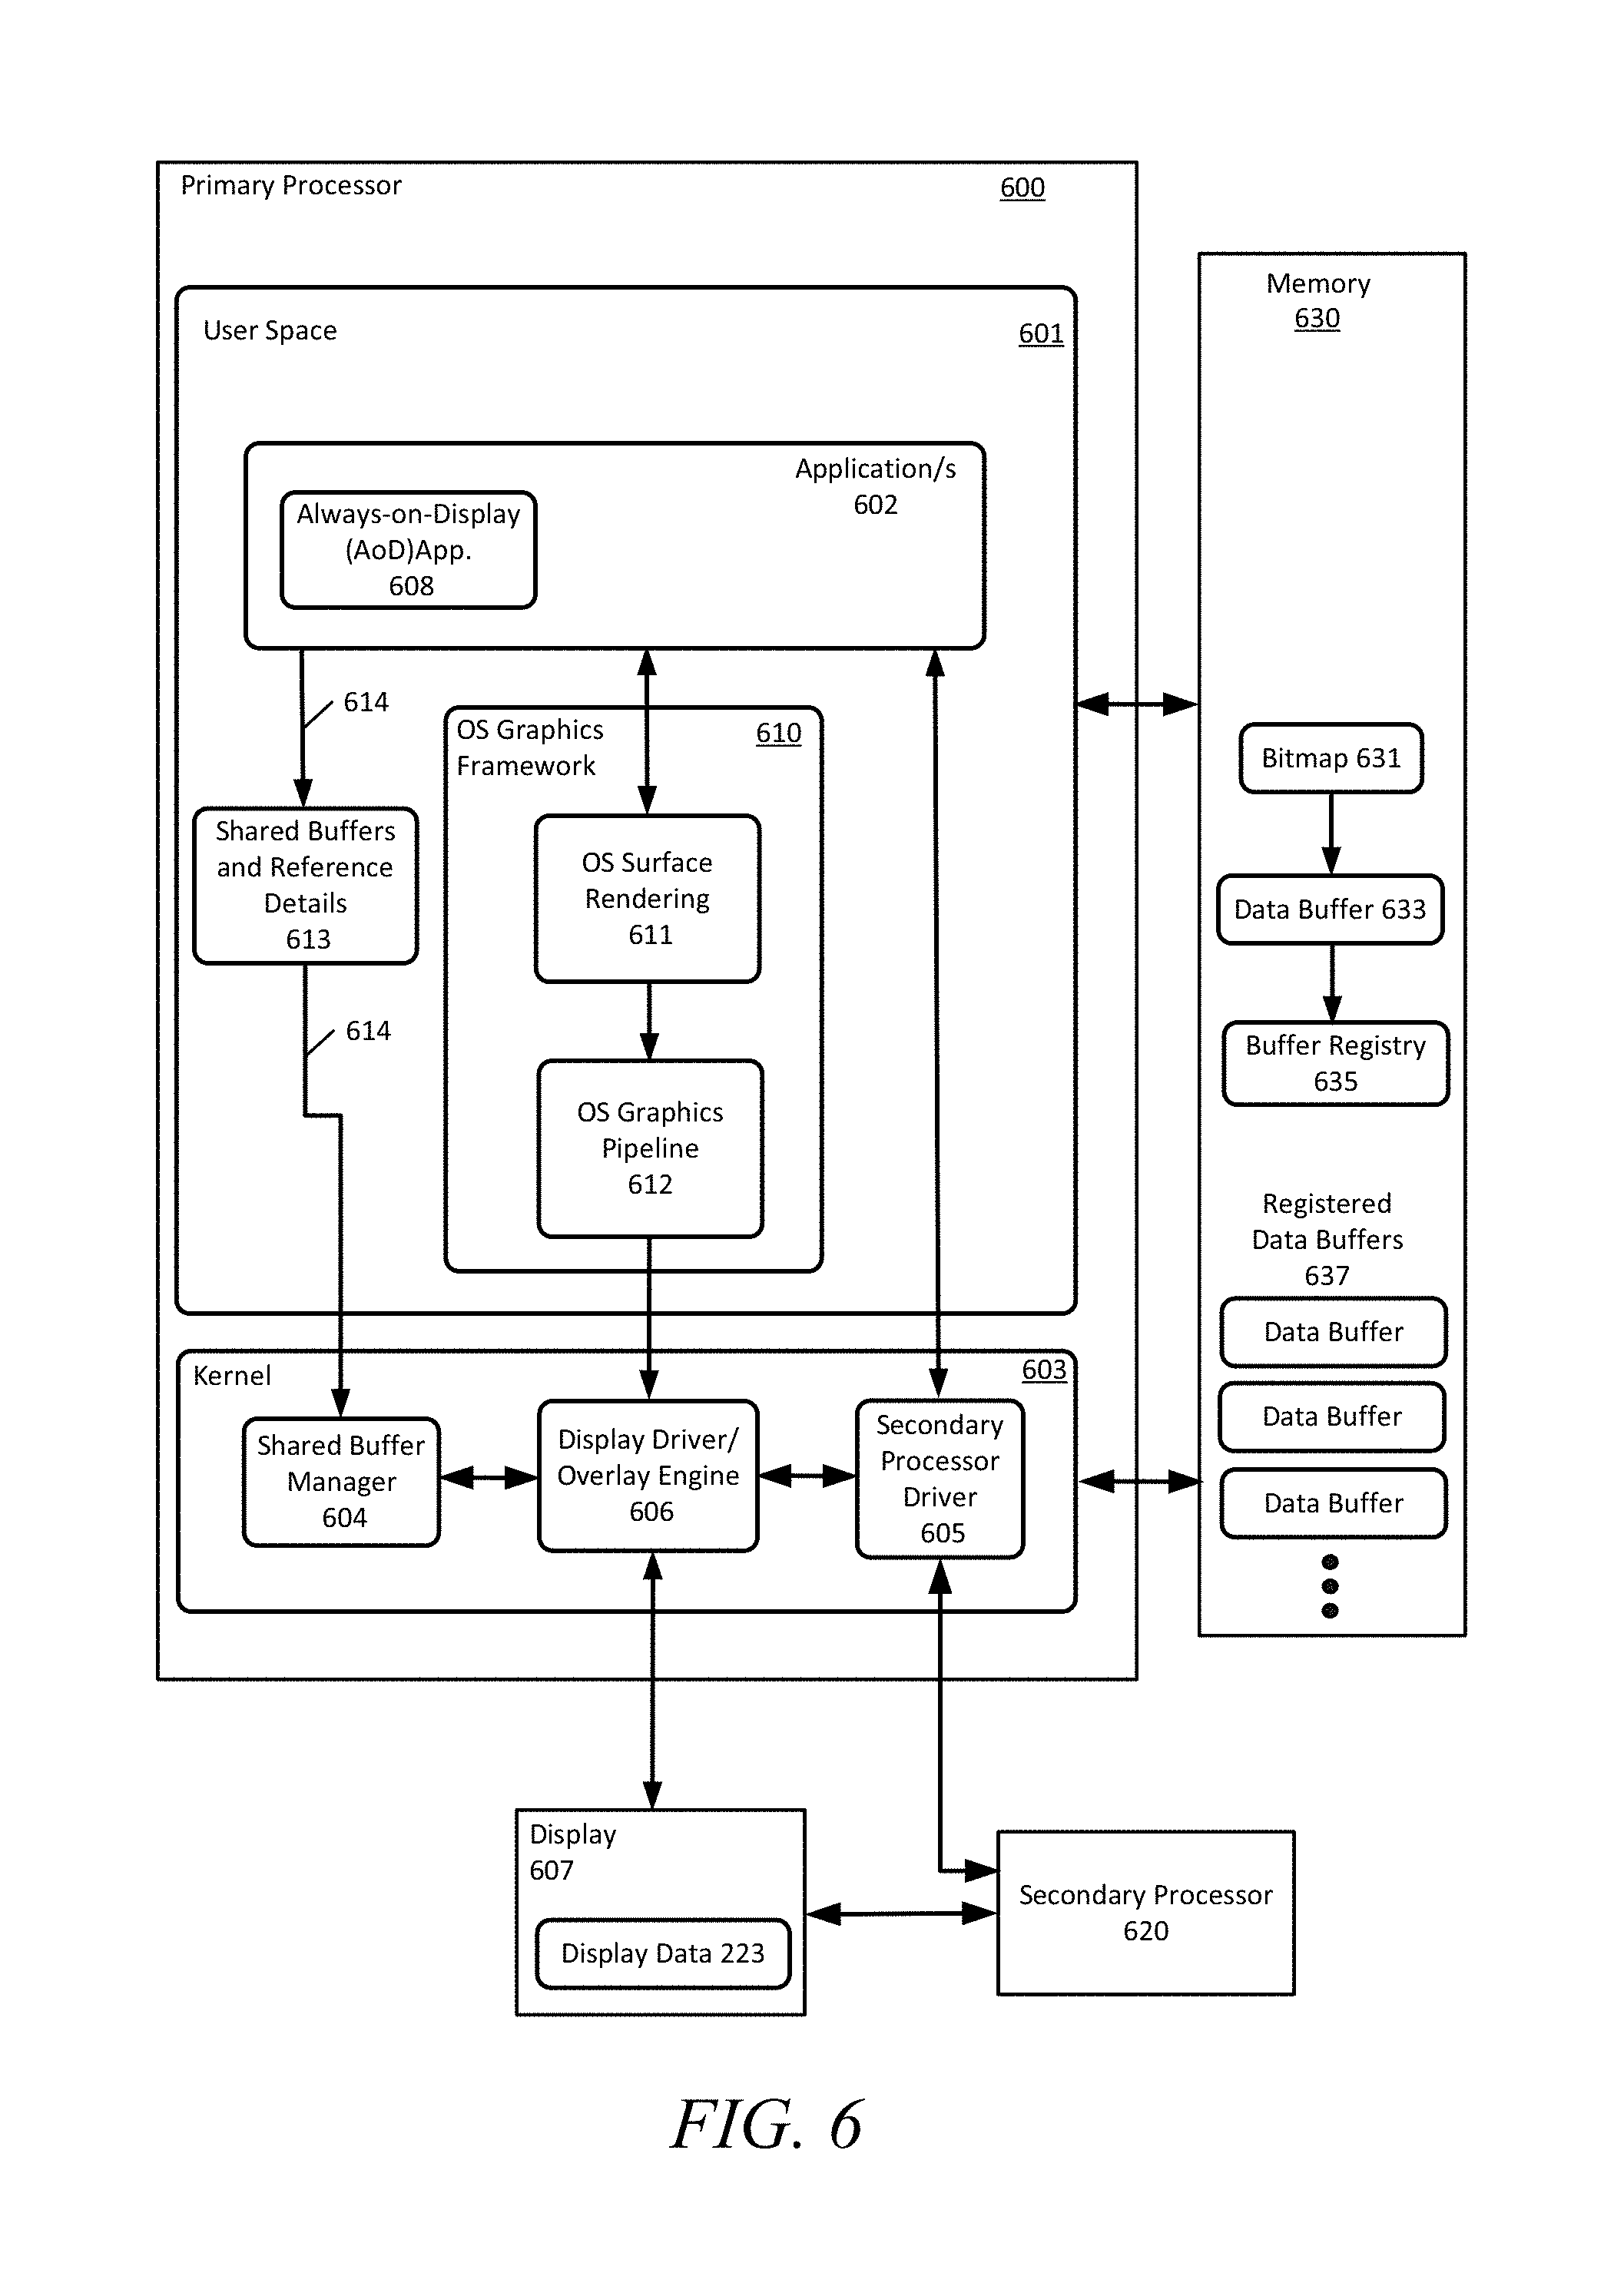 Primary Processor
600
User Space
601
Application/s
602
Always-on-Display
(AoD)App.
608
614
OS Graphics
Framework
610
Shared Buffers
and Reference
Details
613
OS Surface
Rendering
611
614
OS Graphics
Pipeline
612
Kernel
603
Shared Buffer
Manager
604
Display Driver/
Overlay Engine
606
Secondary
Processor
Driver
605
Memory
630
Bitmap 631
Data Buffer 633
Buffer Registry
635
Registered
Data Buffers
637
Data Buffer
Data Buffer
Data Buffer
Display
607
Display Data 223
Secondary Processor
620
FIG. 6